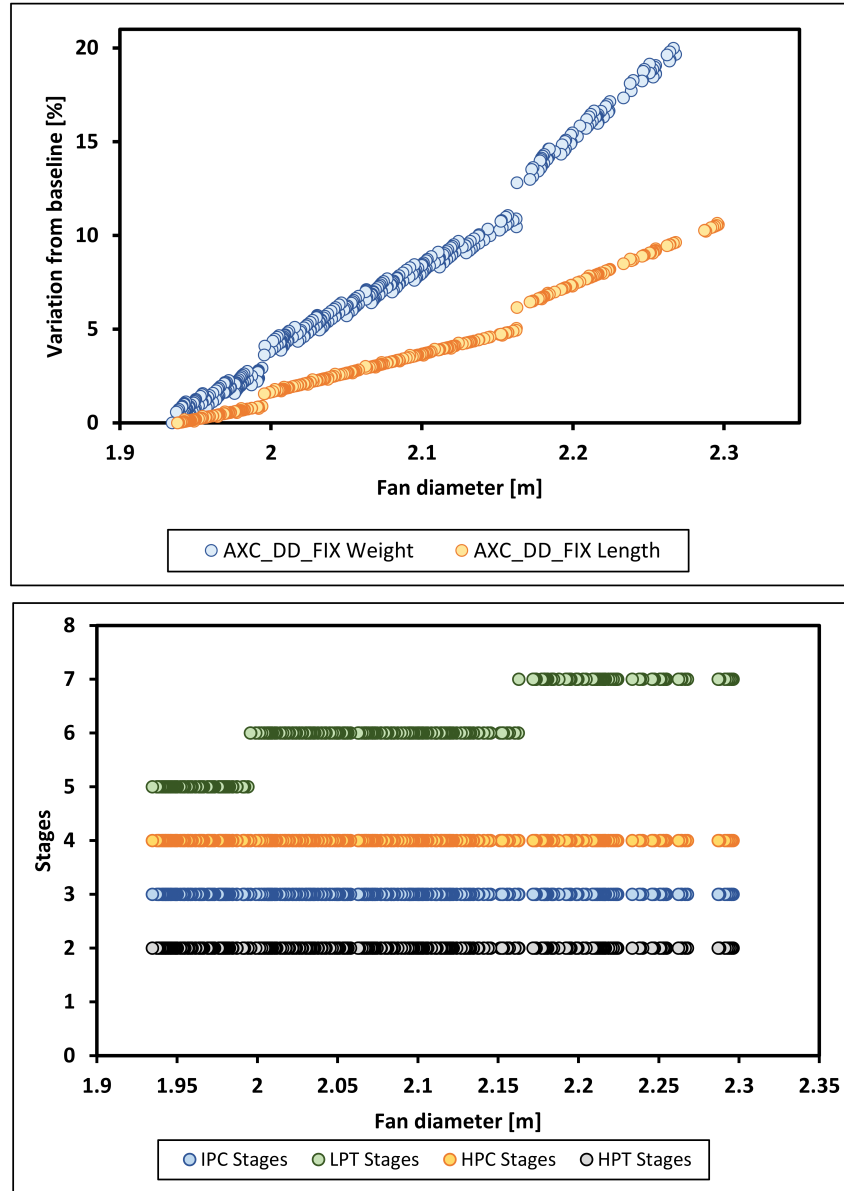 20
15
10
5
0
Variation from baseline [%]
1.9 2 2.1 2.2 2.3
Fan diameter [m]
AXC_DD_FIX Weight AXC_DD_FIX Length
8
7
6
5
4
3
2
1
0
Stages
1.9 1.95 2 2.05 2.1 2.15 2.2 2.25 2.3 2.35
Fan diameter [m]
IPC Stages LPT Stages HPC Stages HPT Stages